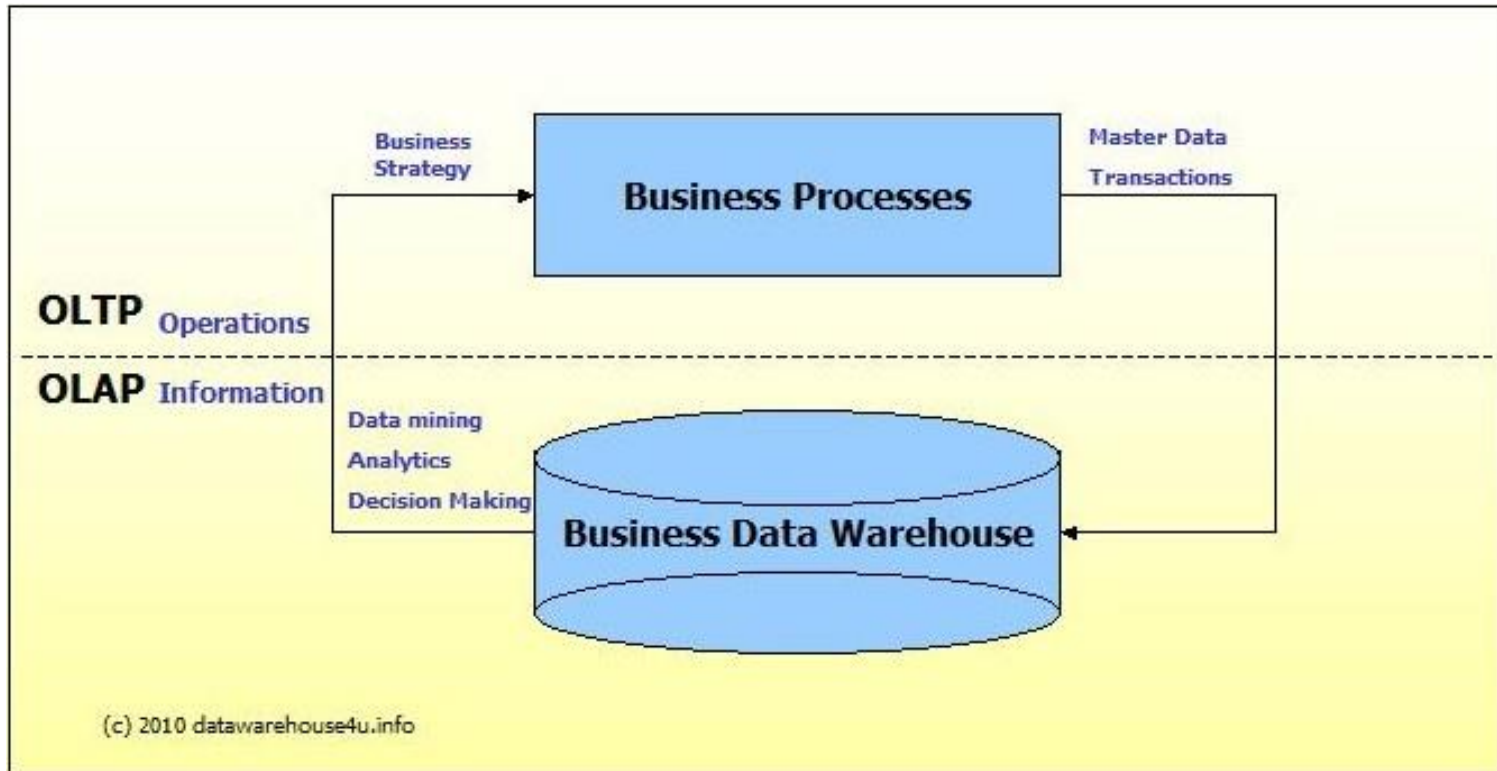 Business
Strategy
Business Processes
Master Data
Transactions
OLTP Operations
OLAP Information
Data mining
Analytics
Decision Making
Business Data Warehouse
(c) 2010 datawarehouse4u.info